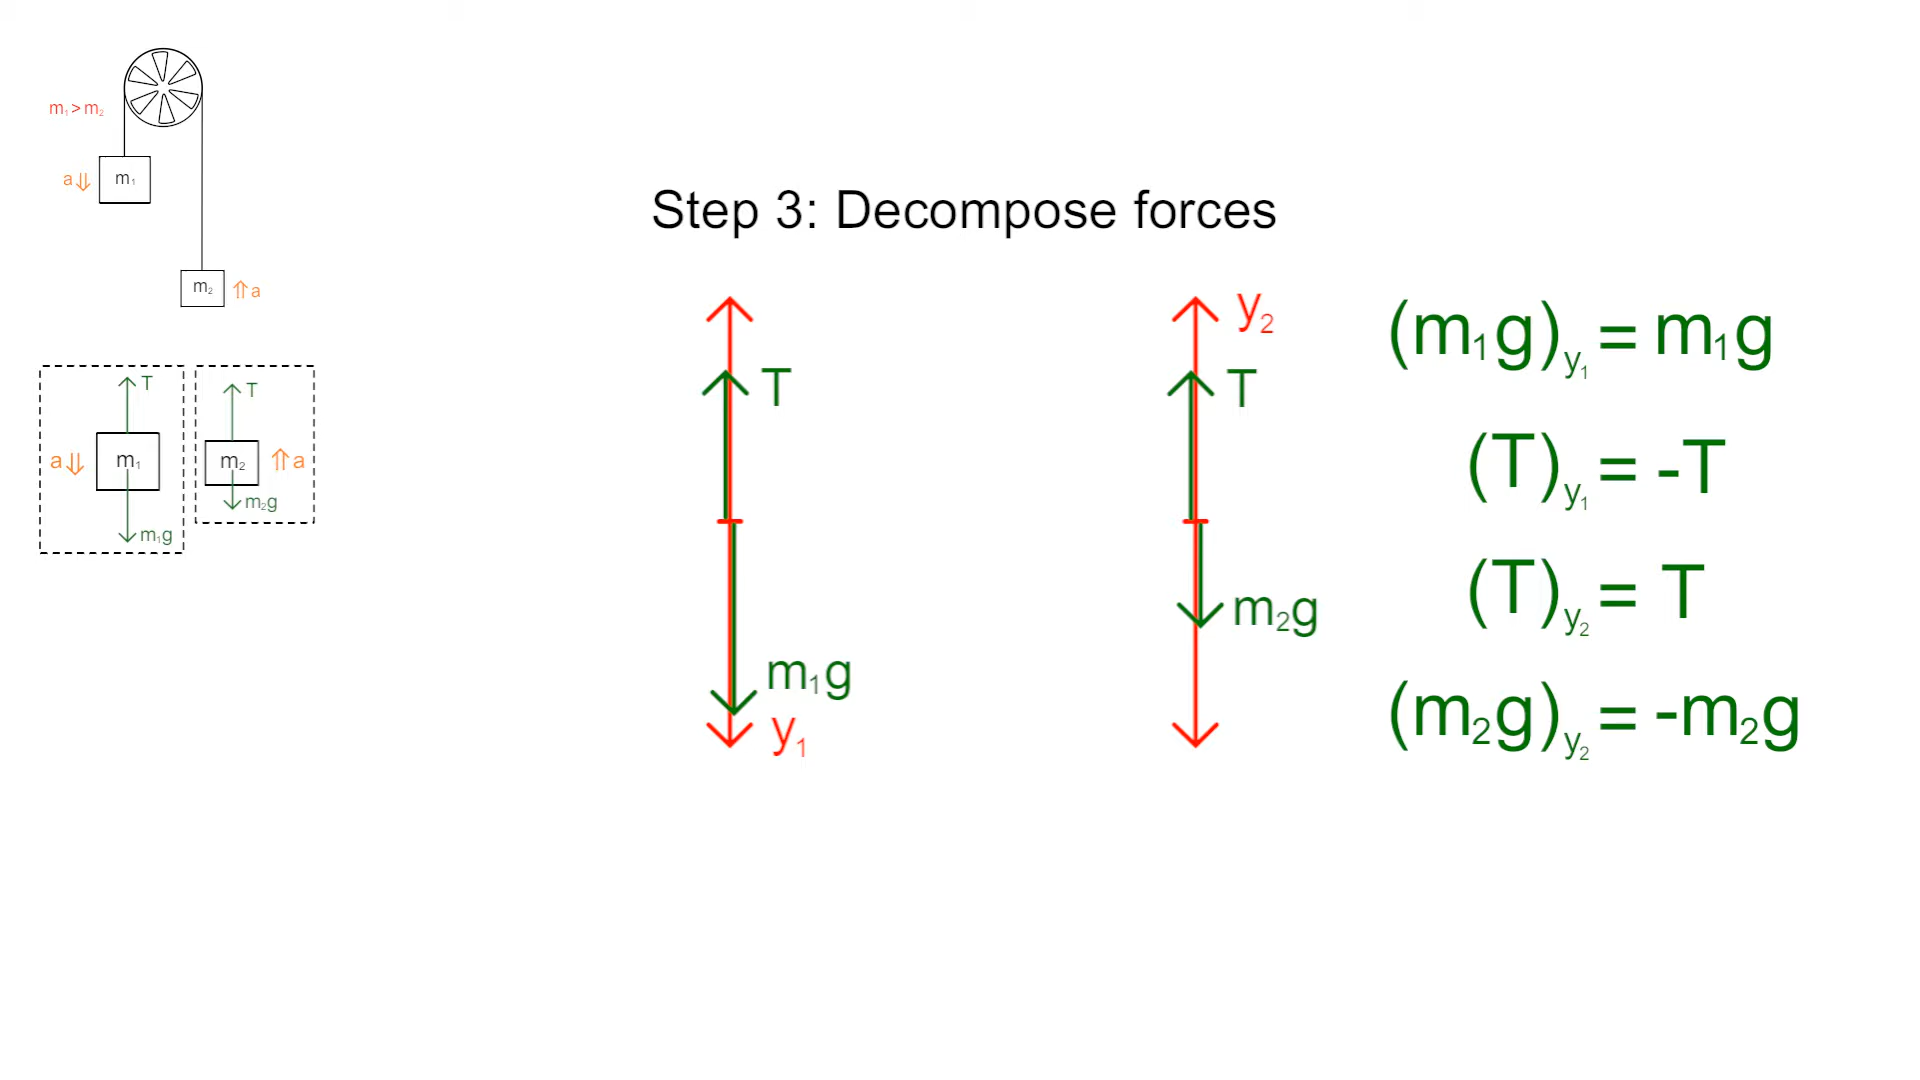 m₁ > m₂
a⇓
m₁
m₂
⇑a
T
a⇓
m₁
m₁g
T
m₂
⇑a
m₂g
Step 3: Decompose forces
T
m₁g
y₁
y₂
T
m₂g
(m₁g)y₁ = m₁g
(T)y₁ = -T
(T)y₂ = T
(m₂g)y₂ = -m₂g